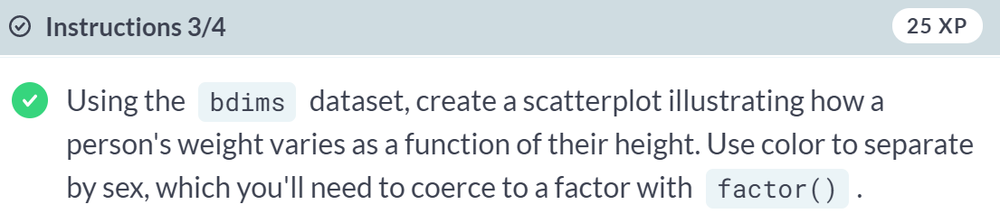 Instructions 3/4
25 XP
Using the bdims dataset, create a scatterplot illustrating how a
person's weight varies as a function of their height. Use color to separate
by sex, which you'll need to coerce to a factor with factor() .